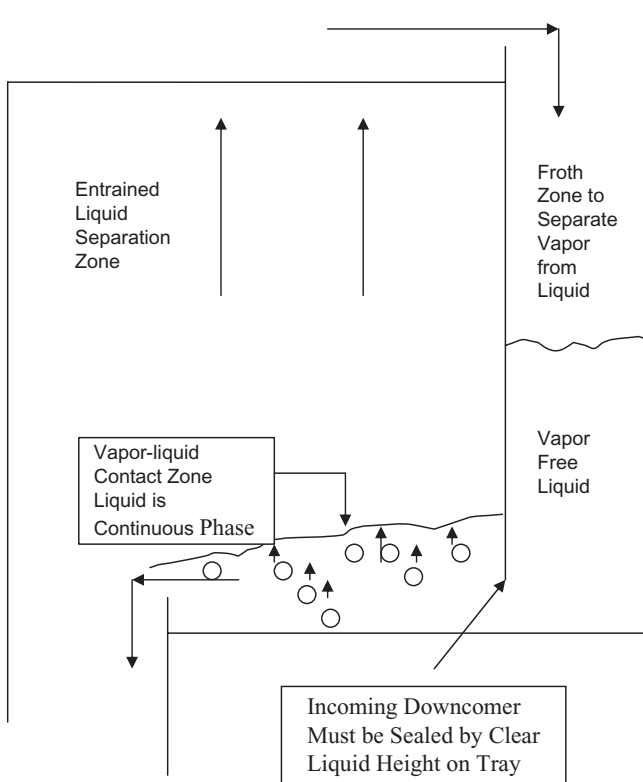 Entrained
Liquid
Separation
Zone
Froth
Zone to
Separate
Vapor
from
Liquid
Vapor-liquid
Contact Zone
Liquid is
Continuous Phase
Vapor
Free
Liquid
Incoming Downcomer
Must be Sealed by Clear
Liquid Height on Tray